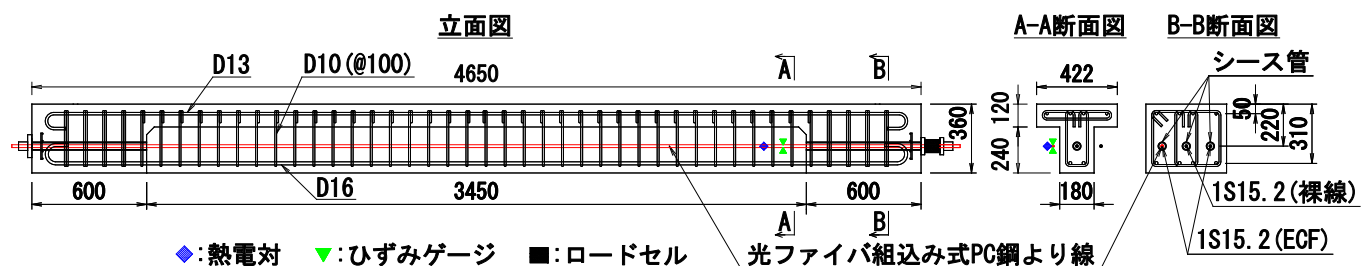 立面図
A-A断面図
B-B断面図
D13
D10(@100)
4650
A
B
422
シース管
120
240
360
50
220
310
600
D16
3450
600
A
B
180
1S15.2(裸線)
1S15.2(ECF)
:熱電対
:ひずみゲージ
:ロードセル
光ファイバ組込み式PC鋼より線